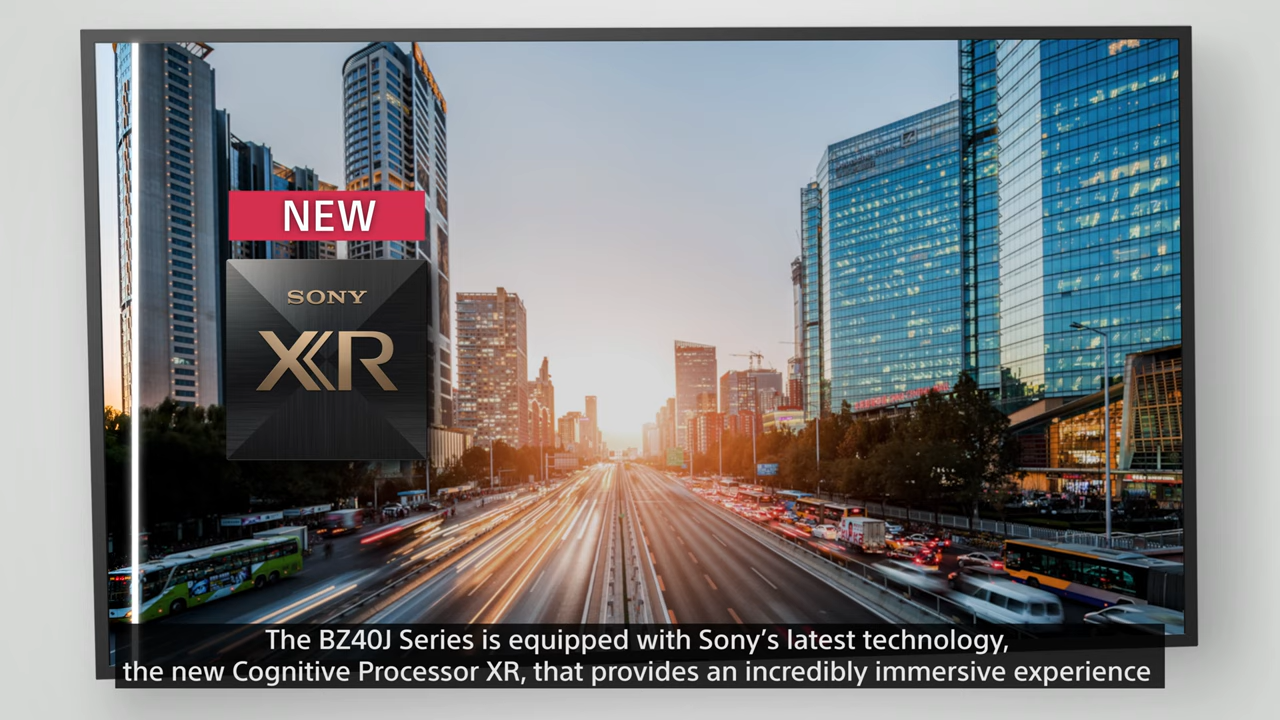 NEW
SONY
XR
The BZ40J Series is equipped with Sony's latest technology,
the new Cognitive Processor XR, that provides an incredibly immersive experience